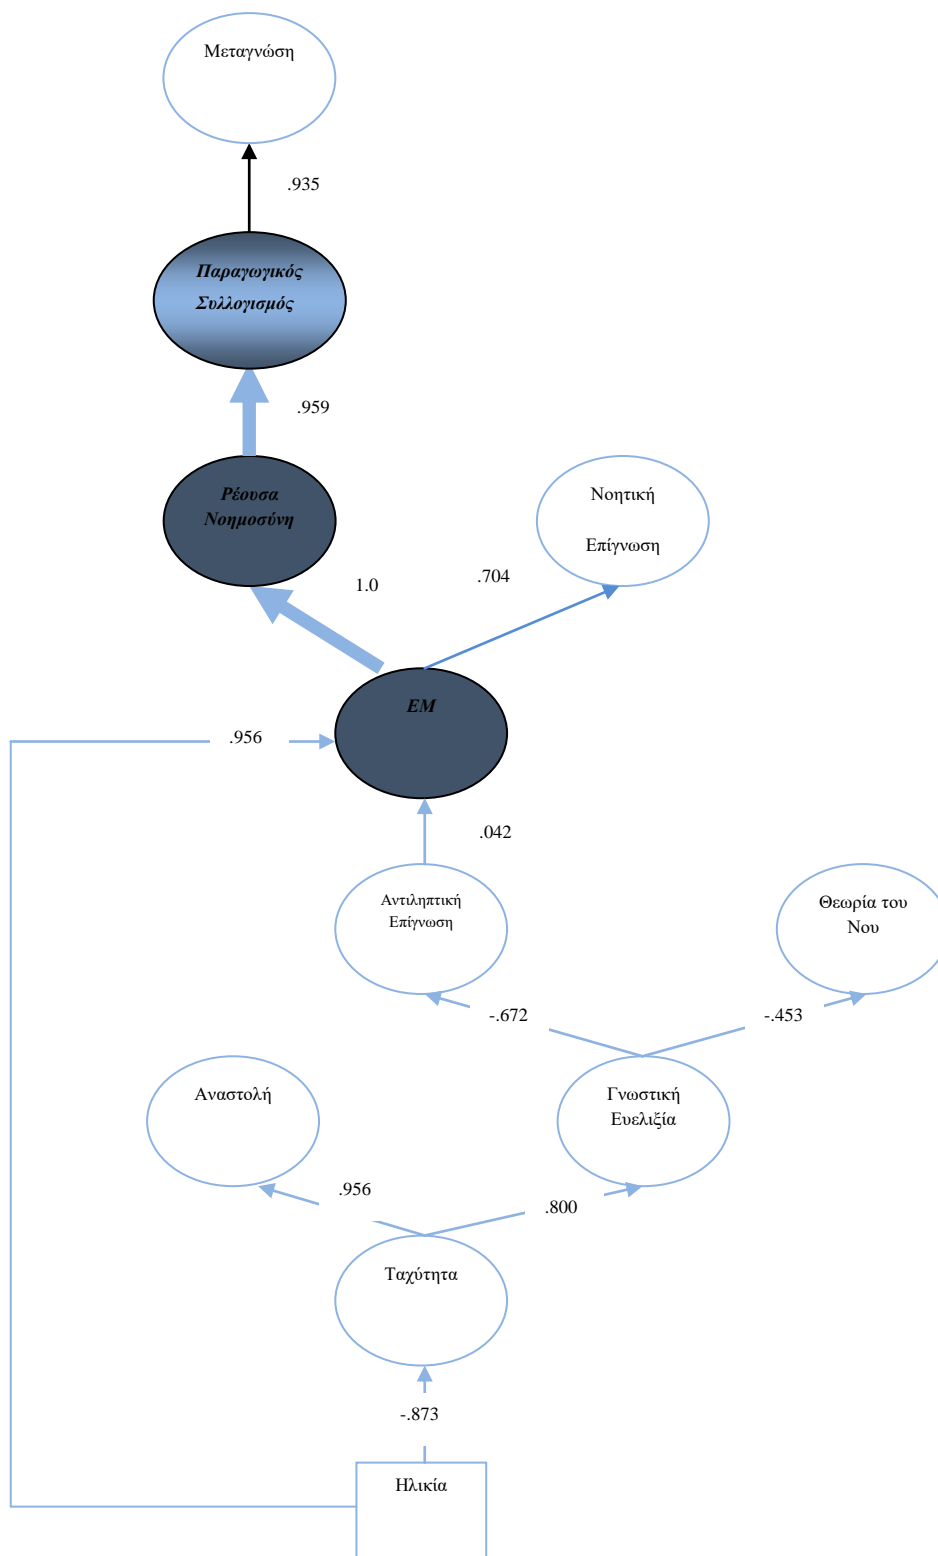 Μεταγνώση
.935
Παραγωγικός
Συλλογισμός
.959
Ρέουσα
Νοημοσύνη
Νοητική
Επίγνωση
1.0
.704
ΕΜ
.956
.042
Αντιληπτική
Επίγνωση
Θεωρία του
Νου
-.672
-.453
Αναστολή
Γνωστική
Ευελιξία
.956
.800
Ταχύτητα
-.873
Ηλικία